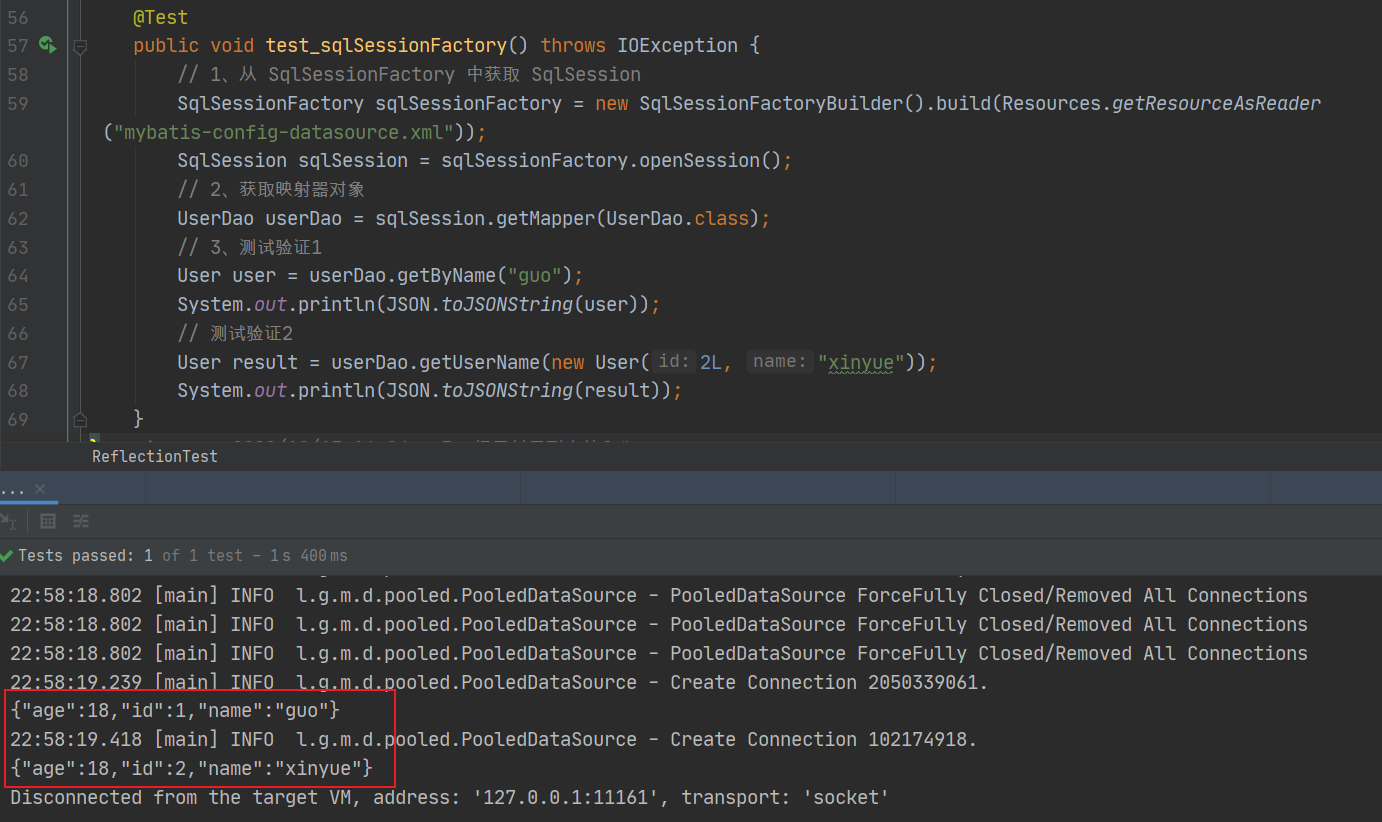 56 @Test
57 public void test_sqlSessionFactory() throws IOException {
58 // 1、从 SqlSessionFactory 中获取 SqlSession
59 SqlSessionFactory sqlSessionFactory = new SqlSessionFactoryBuilder().build(Resources.getResourceAsReader
("mybatis-config-datasource.xml"));
60 SqlSession sqlSession = sqlSessionFactory.openSession();
61 // 2、获取映射器对象
62 UserDao userDao = sqlSession.getMapper(UserDao.class);
63 // 3、测试验证1
64 User user = userDao.getByName("guo");
65 System.out.println(JSON.toJSONString(user));
66 // 测试验证2
67 User result = userDao.getUserName(new User( id: 2L, name: "xinyue"));
68 System.out.println(JSON.toJSONString(result));
69 }
ReflectionTest
...
Tests passed: 1 of 1 test – 1 s 400 ms
22:58:18.802 [main] INFO l.g.m.d.pooled.PooledDataSource - PooledDataSource ForceFully Closed/Removed All Connections
22:58:18.802 [main] INFO l.g.m.d.pooled.PooledDataSource - PooledDataSource ForceFully Closed/Removed All Connections
22:58:18.802 [main] INFO l.g.m.d.pooled.PooledDataSource - PooledDataSource ForceFully Closed/Removed All Connections
22:58:19.239 [main] INFO l.g.m.d.pooled.PooledDataSource - Create Connection 2050339061.
{"age":18,"id":1,"name":"guo"}
22:58:19.418 [main] INFO l.g.m.d.pooled.PooledDataSource - Create Connection 102174918.
{"age":18,"id":2,"name":"xinyue"}
Disconnected from the target VM, address: '127.0.0.1:11161', transport: 'socket'